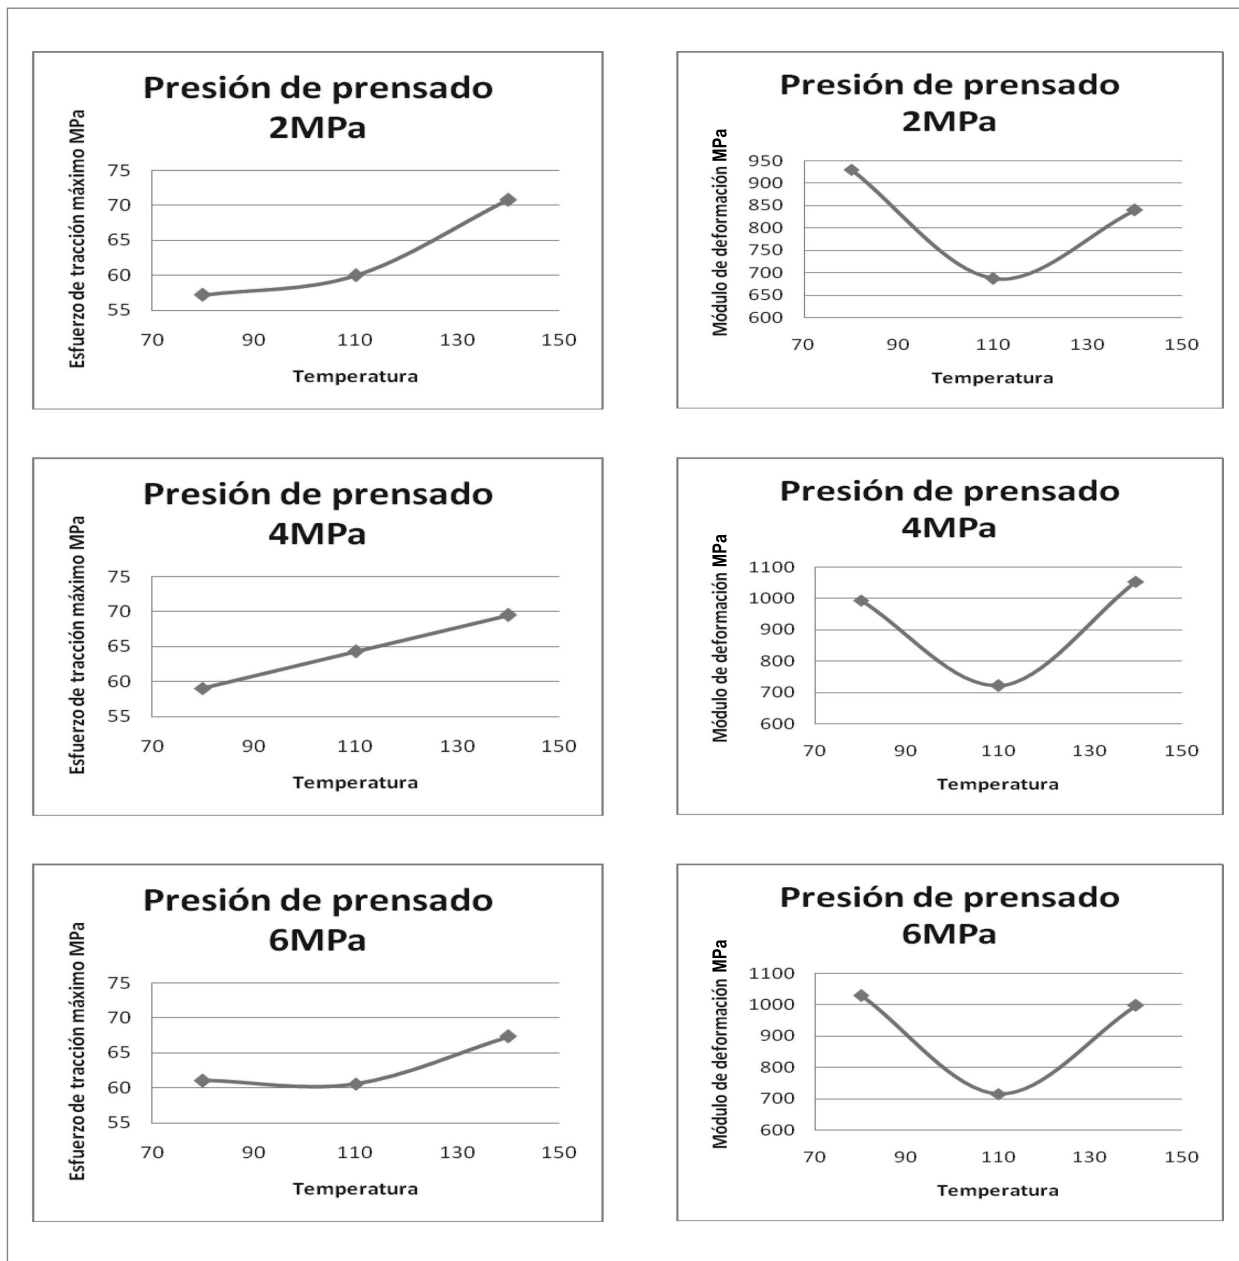 Presión de prensado
2MPa
Esfuerzo de tracción máximo MPa
75
70
65
60
55
70 90 110 130 150
Temperatura
Presión de prensado
2MPa
Módulo de deformación MPa
950
900
850
800
750
700
650
600
70 90 110 130 150
Temperatura
Presión de prensado
4MPa
Esfuerzo de tracción máximo MPa
75
70
65
60
55
70 90 110 130 150
Temperatura
Presión de prensado
4MPa
Módulo de deformación MPa
1100
1000
900
800
700
600
70 90 110 130 150
Temperatura
Presión de prensado
6MPa
Esfuerzo de tracción máximo MPa
75
70
65
60
55
70 90 110 130 150
Temperatura
Presión de prensado
6MPa
Módulo de deformación MPa
1100
1000
900
800
700
600
70 90 110 130 150
Temperatura